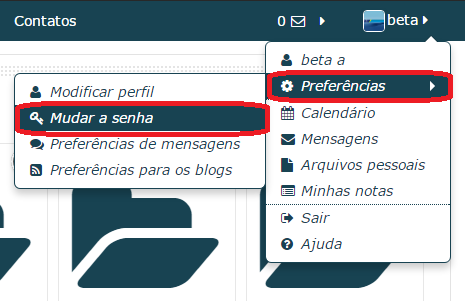 Contatos
0
beta
beta a
Preferências
Calendário
Mensagens
Arquivos pessoais
Minhas notas
Sair
Ajuda
Modificar perfil
Mudar a senha
Preferências de mensagens
Preferências para os blogs